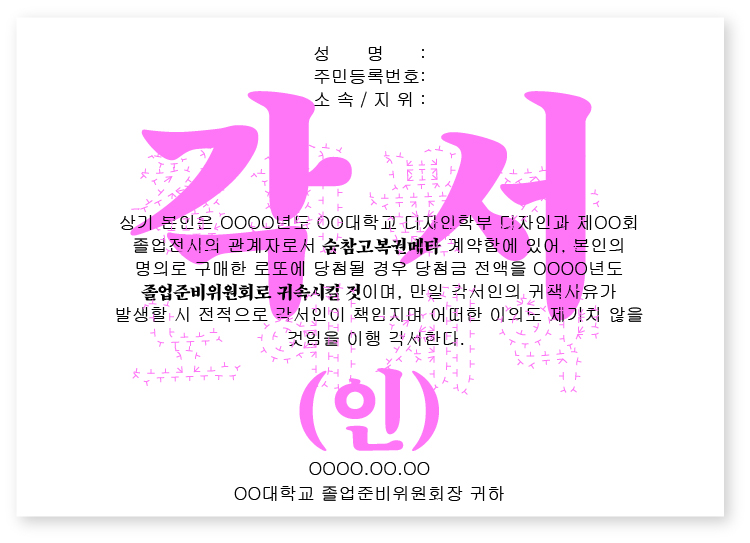 성 명 :
주민등록번호:
소 속 / 지 위 :
각서
상기 본인은 OOOO년도 OO대학교 디자인학부 디자인과 제OO회
졸업전시의 관계자로서 숨참고복권메타 계약함에 있어, 본인의
명의로 구매한 로또에 당첨될 경우 당첨금 전액을 OOOO년도
졸업준비위원회로 귀속시킬 것이며, 만일 각서인의 귀책사유가
발생할 시 전적으로 각서인이 책임지며 어떠한 이의도 제기치 않을
것임을 이행 각서한다.
(인)
OOOO.OO.OO
OO대학교 졸업준비위원회장 귀하